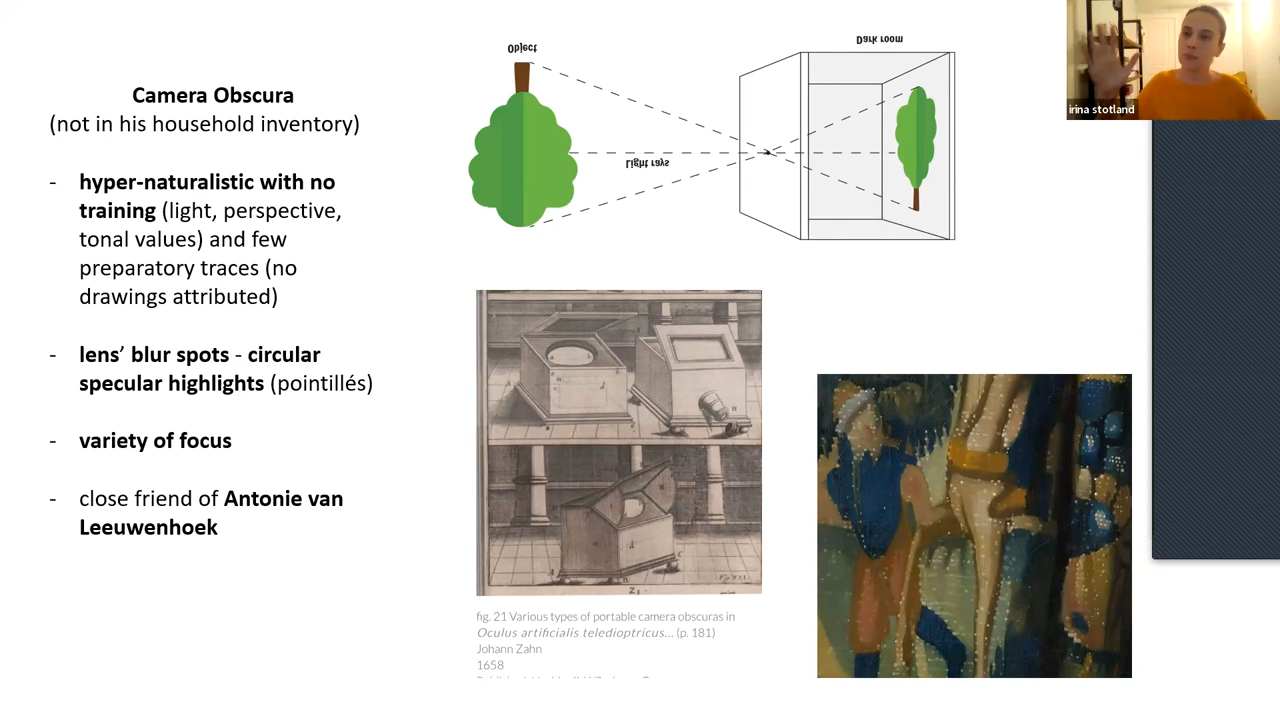 Camera Obscura
(not in his household inventory)
- hyper-naturalistic with no
training (light, perspective,
tonal values) and few
preparatory traces (no
drawings attributed)
- lens’ blur spots - circular
specular highlights (pointillés)
- variety of focus
- close friend of Antonie van
Leeuwenhoek
Object
Light rays
Dark room
irina stotland
fig. 21 Various types of portable camera obscuras in
Oculus artificialis teledioptricus... (p. 181)
Johann Zahn
1658